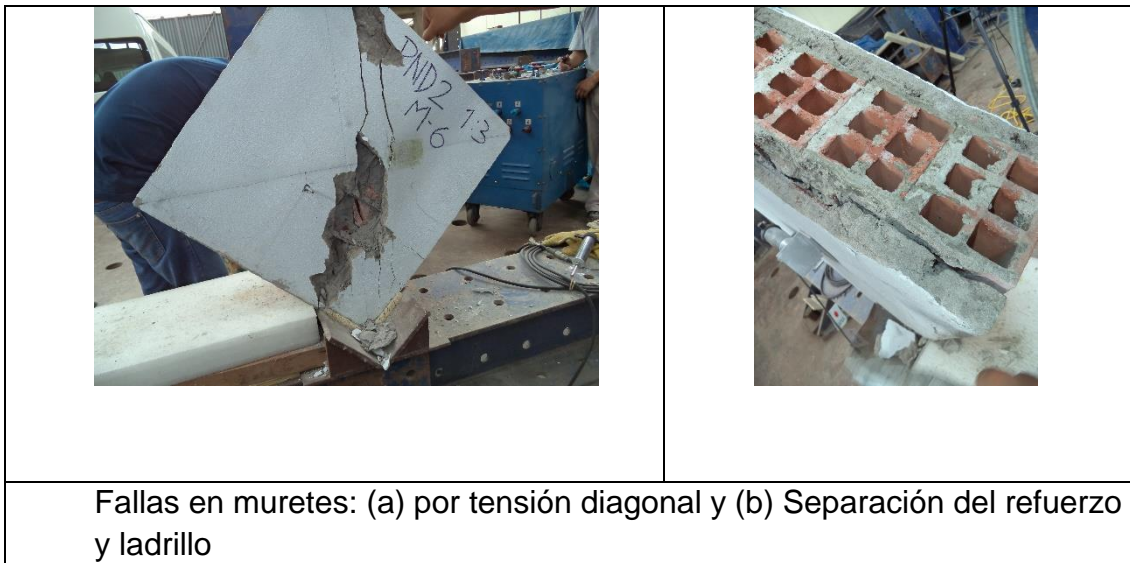 PND2
M-6 1:3
Fallas en muretes: (a) por tensión diagonal y (b) Separación del refuerzo
y ladrillo